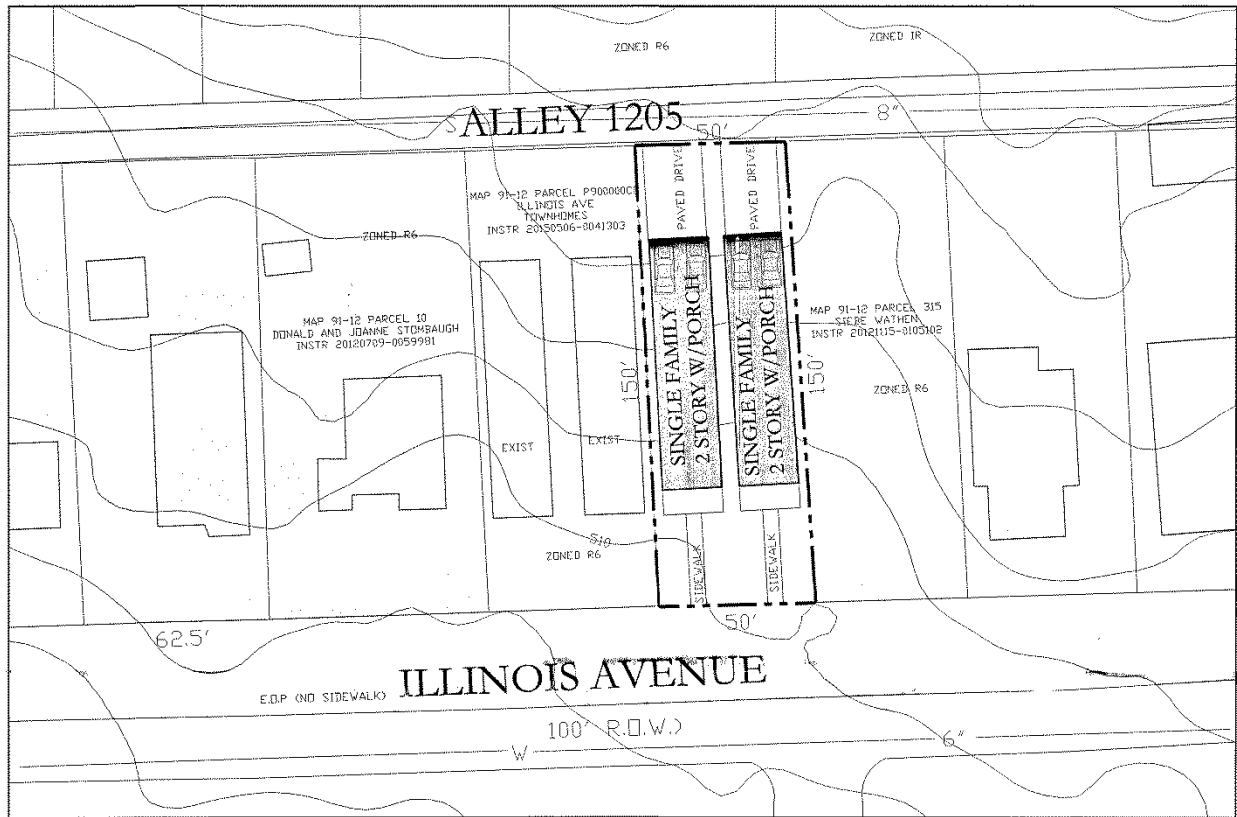 ZONED R6
ZONED IR
S
ALLEY 1205
8"
50'
PAVED DRIVE
PAVED DRIVE
MAP 91-12 PARCEL P900000C
ILLINOIS AVE
TOWNHOMES
INSTR 20150506-0041303
ZONED R6
MAP 91-12 PARCEL 10
DONALD AND JOANNE STOMBAUGH
INSTR 20120709-0059981
MAP 91-12 PARCEL 315
SIEBE WATHEN
INSTR 20121115-0105102
150'
SINGLE FAMILY
2 STORY W/PORCH
SINGLE FAMILY
2 STORY W/PORCH
150'
ZONED R6
EXIST
EXIST
510
ZONED R6
SIDEWALK
SIDEWALK
62.5'
50'
E.O.P (NO SIDEWALK)
ILLINOIS AVENUE
100' R.O.W.)
W
6"